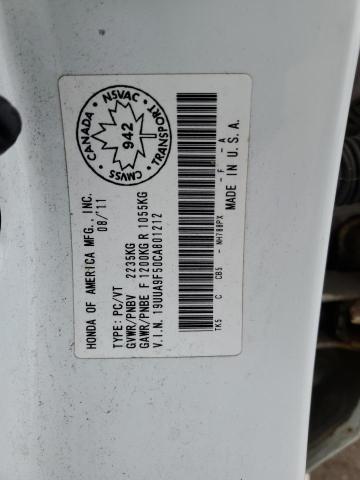 HONDA OF AMERICA MFG., INC.
08/11
TYPE: PC/VT
GVWR/PNBV 2235KG
GAWR/PNBE F 1200KG R 1055KG
V.I.N. 19UUA9F50CA801212
CANADA
NSVAC
TRANSPORT
CMVSS
942
TK5 C CB5 - NH788PX - F - A
MADE IN U.S.A.